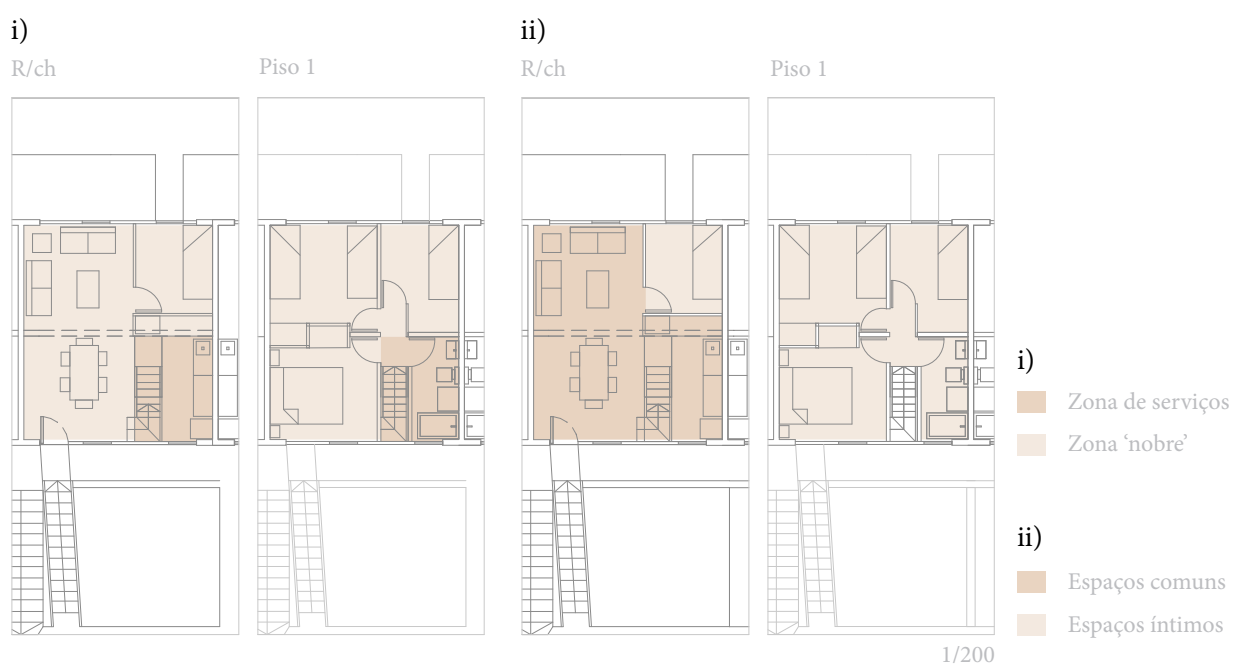 i)
R/ch
Piso 1
ii)
R/ch
Piso 1
i)
Zona de serviços
Zona ‘nobre’
ii)
Espaços comuns
Espaços íntimos
1/200